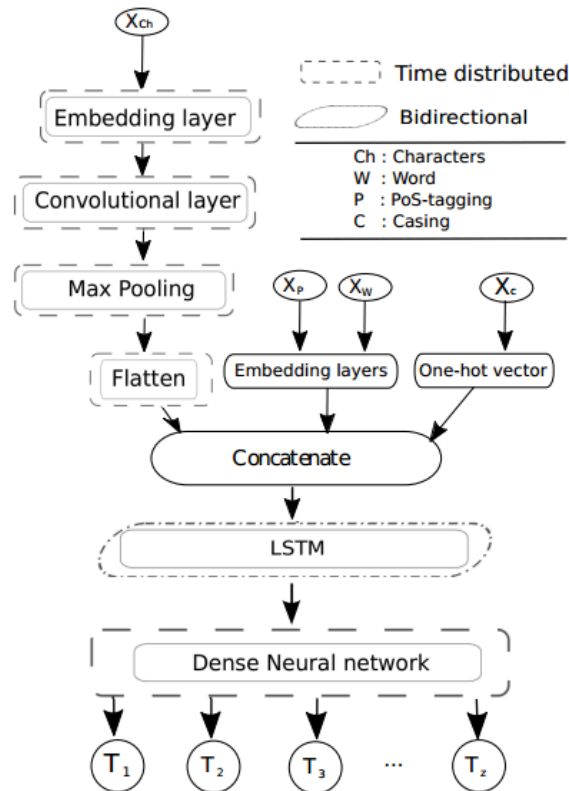 XCh
Embedding layer
Time distributed
Bidirectional
Convolutional layer
Ch : Characters
W : Word
P : PoS-tagging
C : Casing
Max Pooling
XP
XW
Xc
Flatten
Embedding layers
One-hot vector
Concatenate
LSTM
Dense Neural network
T1
T2
T3
...
Tz